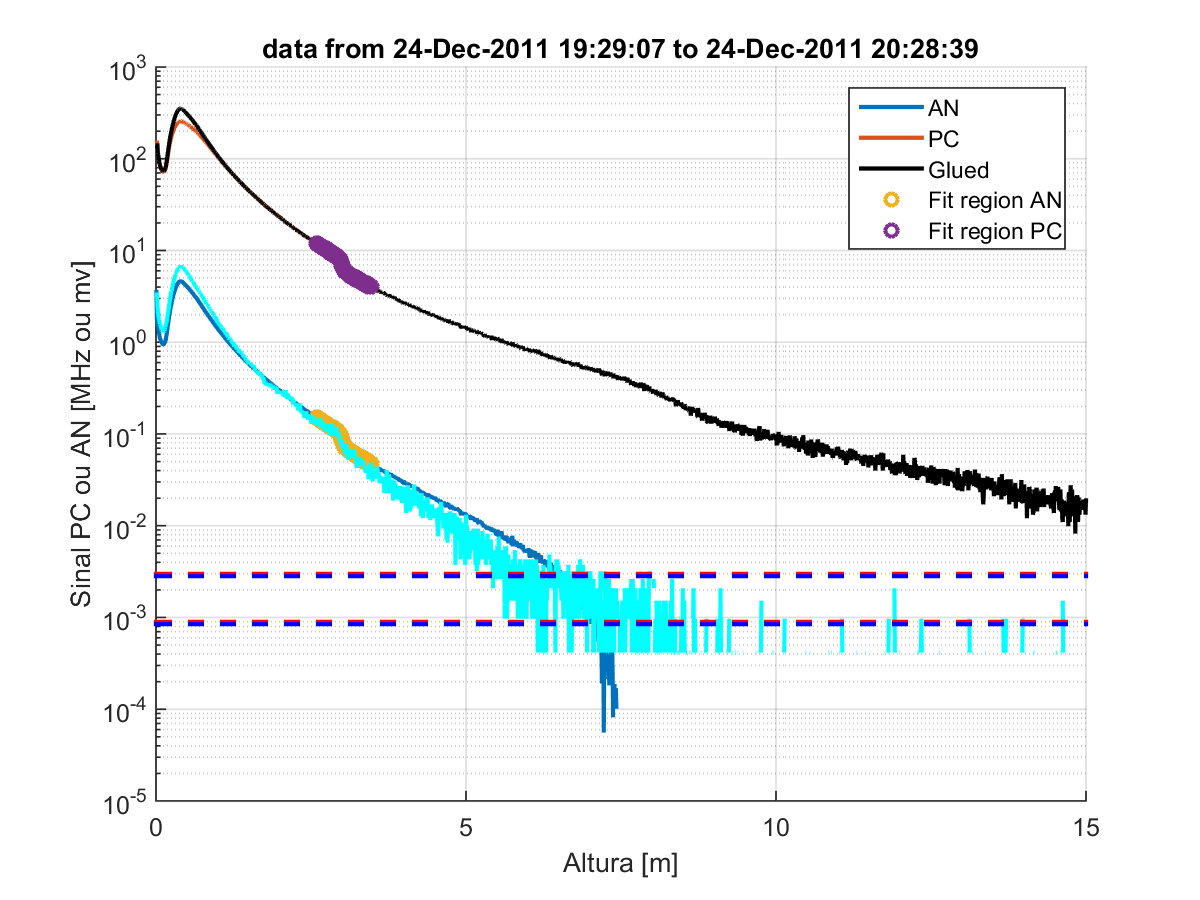 data from 24-Dec-2011 19:29:07 to 24-Dec-2011 20:28:39
Sinal PC ou AN [MHz ou mv]
10^3
10^2
10^1
10^0
10^-1
10^-2
10^-3
10^-4
10^-5
AN
PC
Glued
Fit region AN
Fit region PC
0 5 10 15
Altura [m]